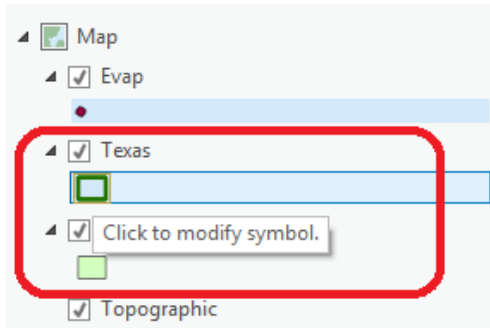 Map
Evap
Texas
Click to modify symbol.
Topographic